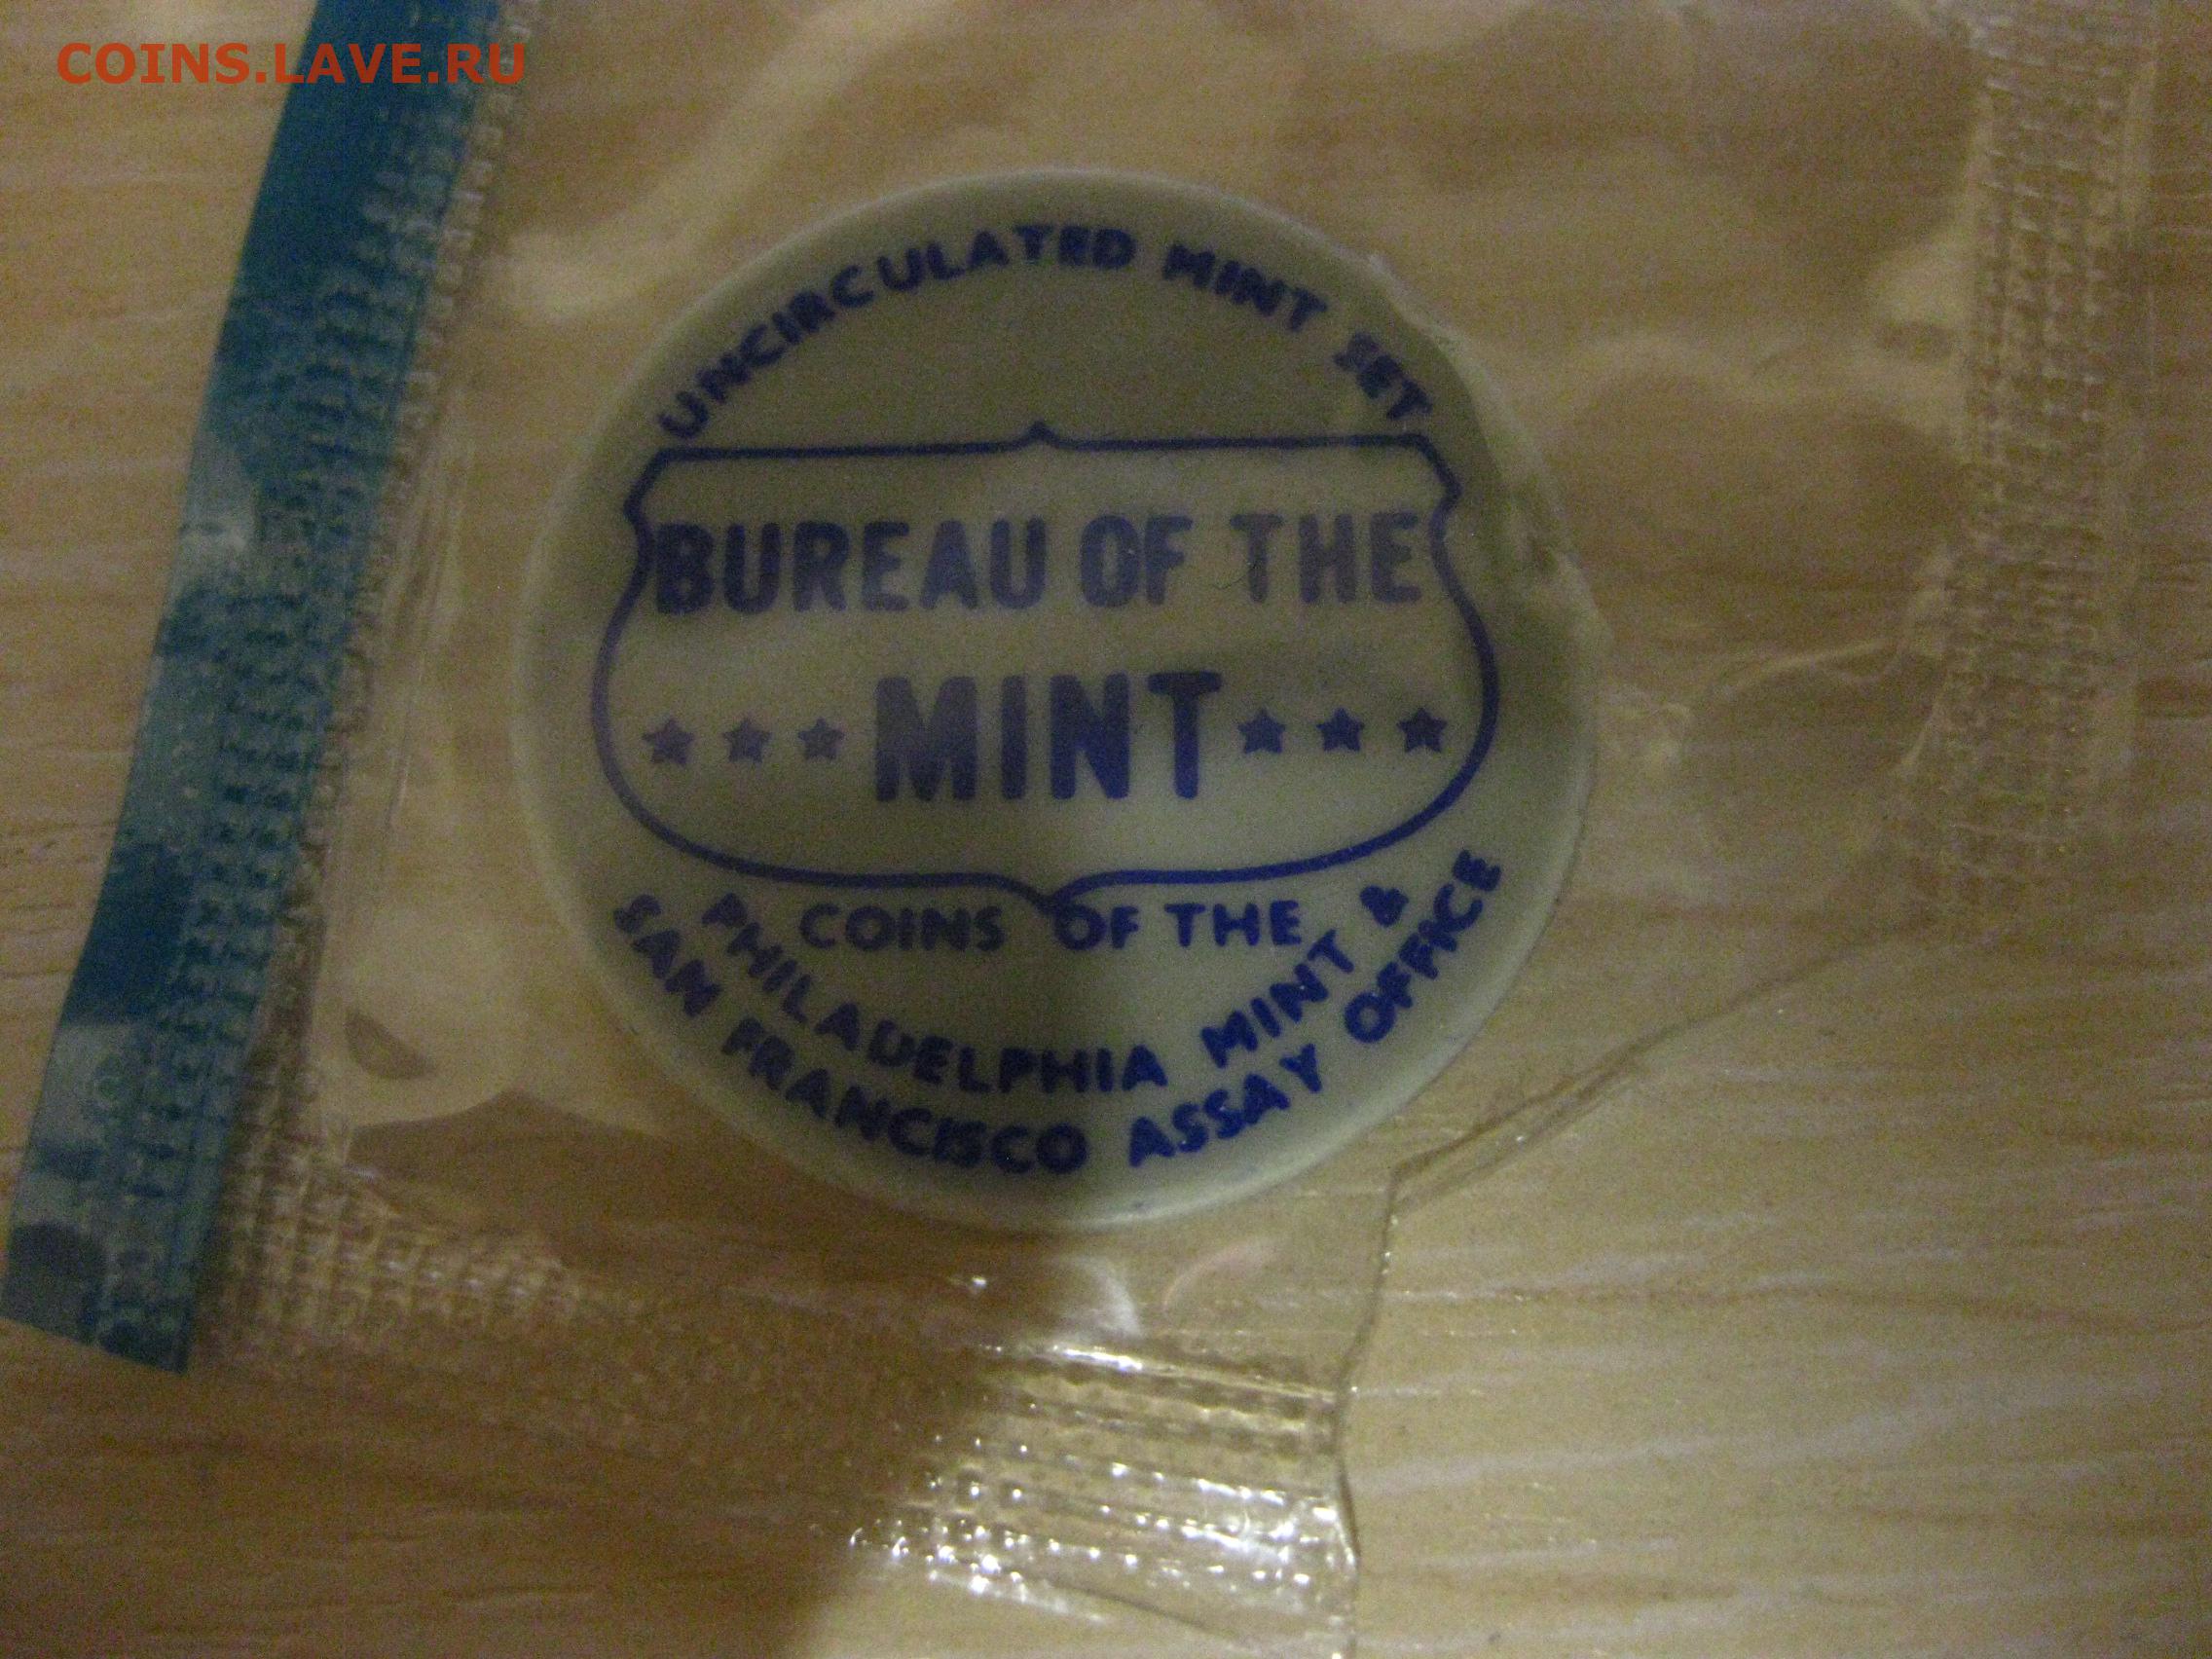 COINS.LAVE.RU
UNCIRCULATED MINT SET
BUREAU OF THE
MINT
COINS OF THE
PHILADELPHIA MINT &
SAN FRANCISCO ASSAY OFFICE